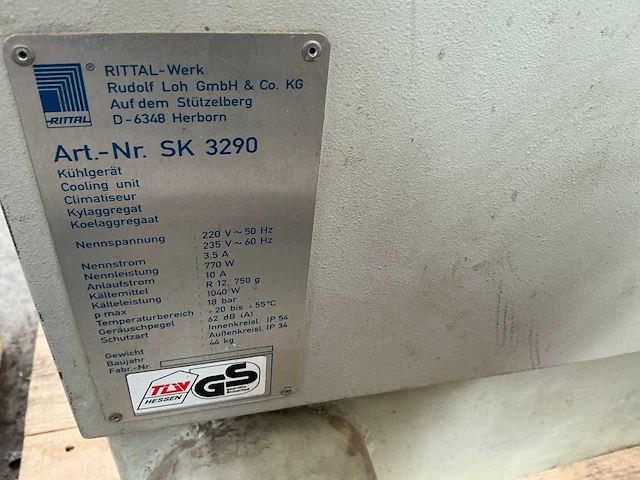 RITTAL ®
RITTAL-Werk
Rudolf Loh GmbH & Co. KG
Auf dem Stützelberg
D-6348 Herborn
Art.-Nr. SK 3290
Kühlgerät
Cooling unit
Climatiseur
Kylaggregat
Koelaggregaat
Nennspannung : 220 V ~ 50 Hz
235 V ~ 60 Hz
Nennstrom : 3,5 A
Nennleistung : 770 W
Anlaufstrom : 10 A
Kältemittel : R 12, 750 g
Kälteleistung : 1040 W
p max : 18 bar
Temperaturbereich : +20 bis +55°C
Geräuschpegel : 62 dB (A)
Schutzart : Innenkreisl. IP 54
Außenkreisl. IP 34
Gewicht : 44 kg
Baujahr
Fabr.-Nr.
TÜV
HESSEN
GS
geprüfte
Sicherheit